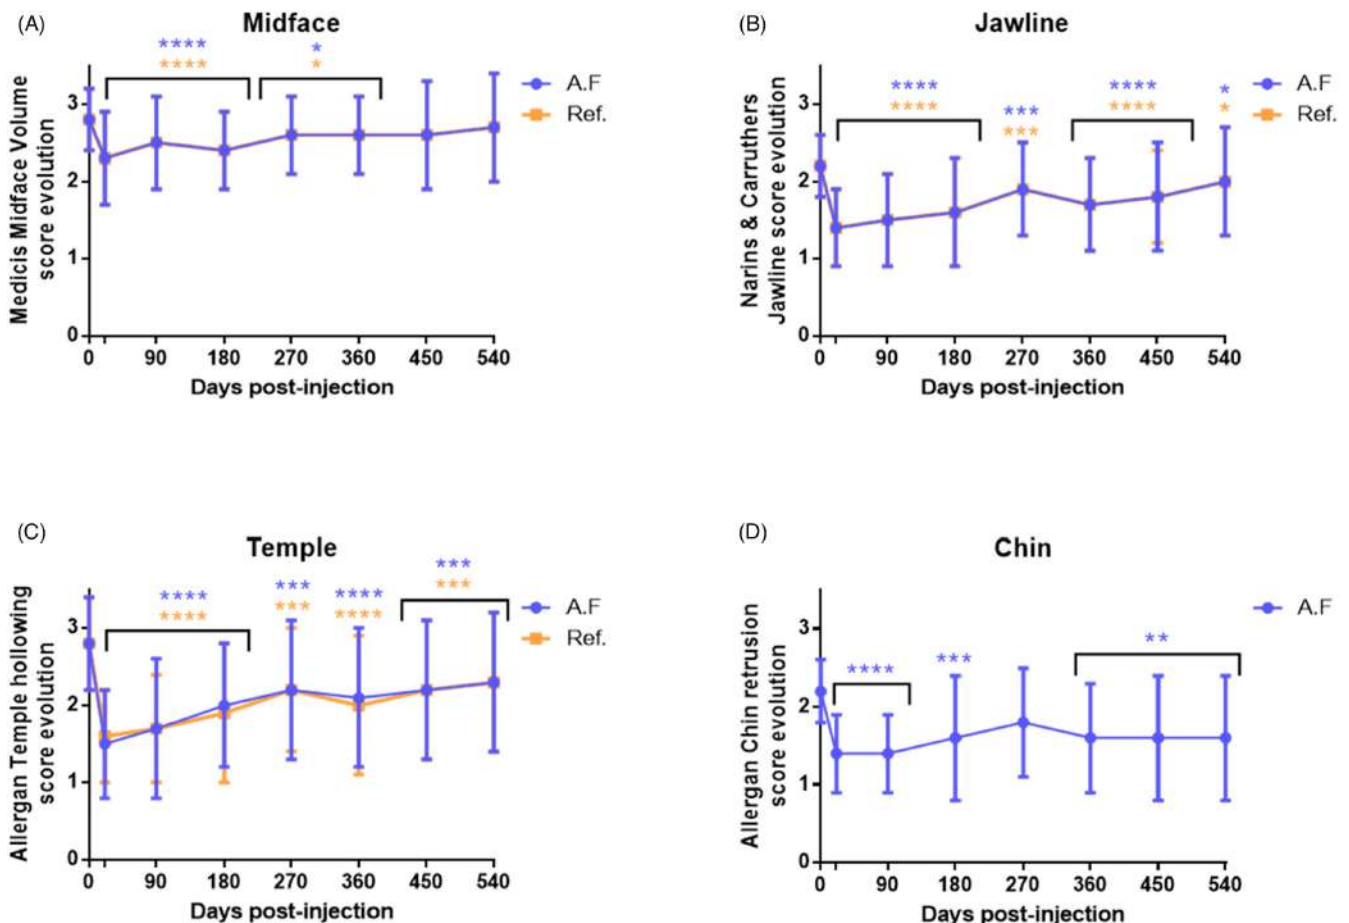 (A)
Midface
****
****
*
*
A.F
Ref.
Medicis Midface Volume
score evolution
3
2
1
0
0 90 180 270 360 450 540
Days post-injection
(B)
Jawline
****
****
***
***
****
****
*
*
A.F
Ref.
Narins & Carruthers
Jawline score evolution
3
2
1
0
0 90 180 270 360 450 540
Days post-injection
(C)
Temple
****
****
***
***
****
****
***
***
A.F
Ref.
Allergan Temple hollowing
score evolution
3
2
1
0
0 90 180 270 360 450 540
Days post-injection
(D)
Chin
****
***
**
A.F
Allergan Chin retrusion
score evolution
3
2
1
0
0 90 180 270 360 450 540
Days post-injection